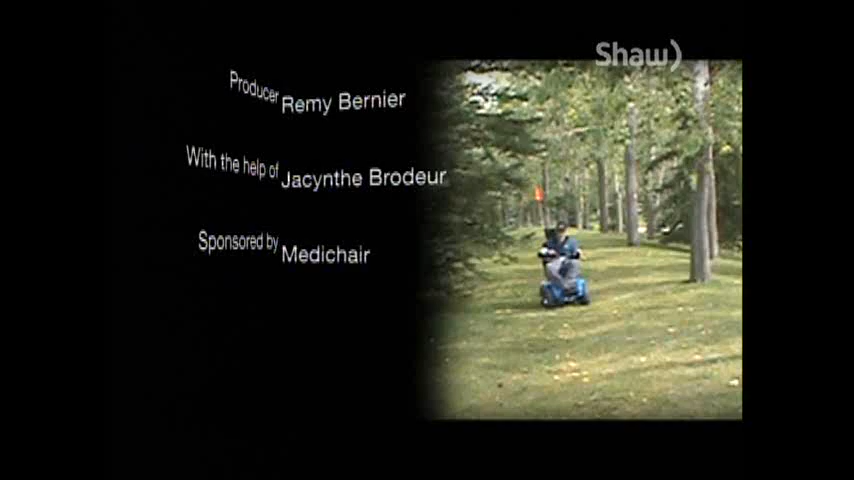 Shaw)
Producer Remy Bernier
With the help of Jacynthe Brodeur
Sponsored by Medichair